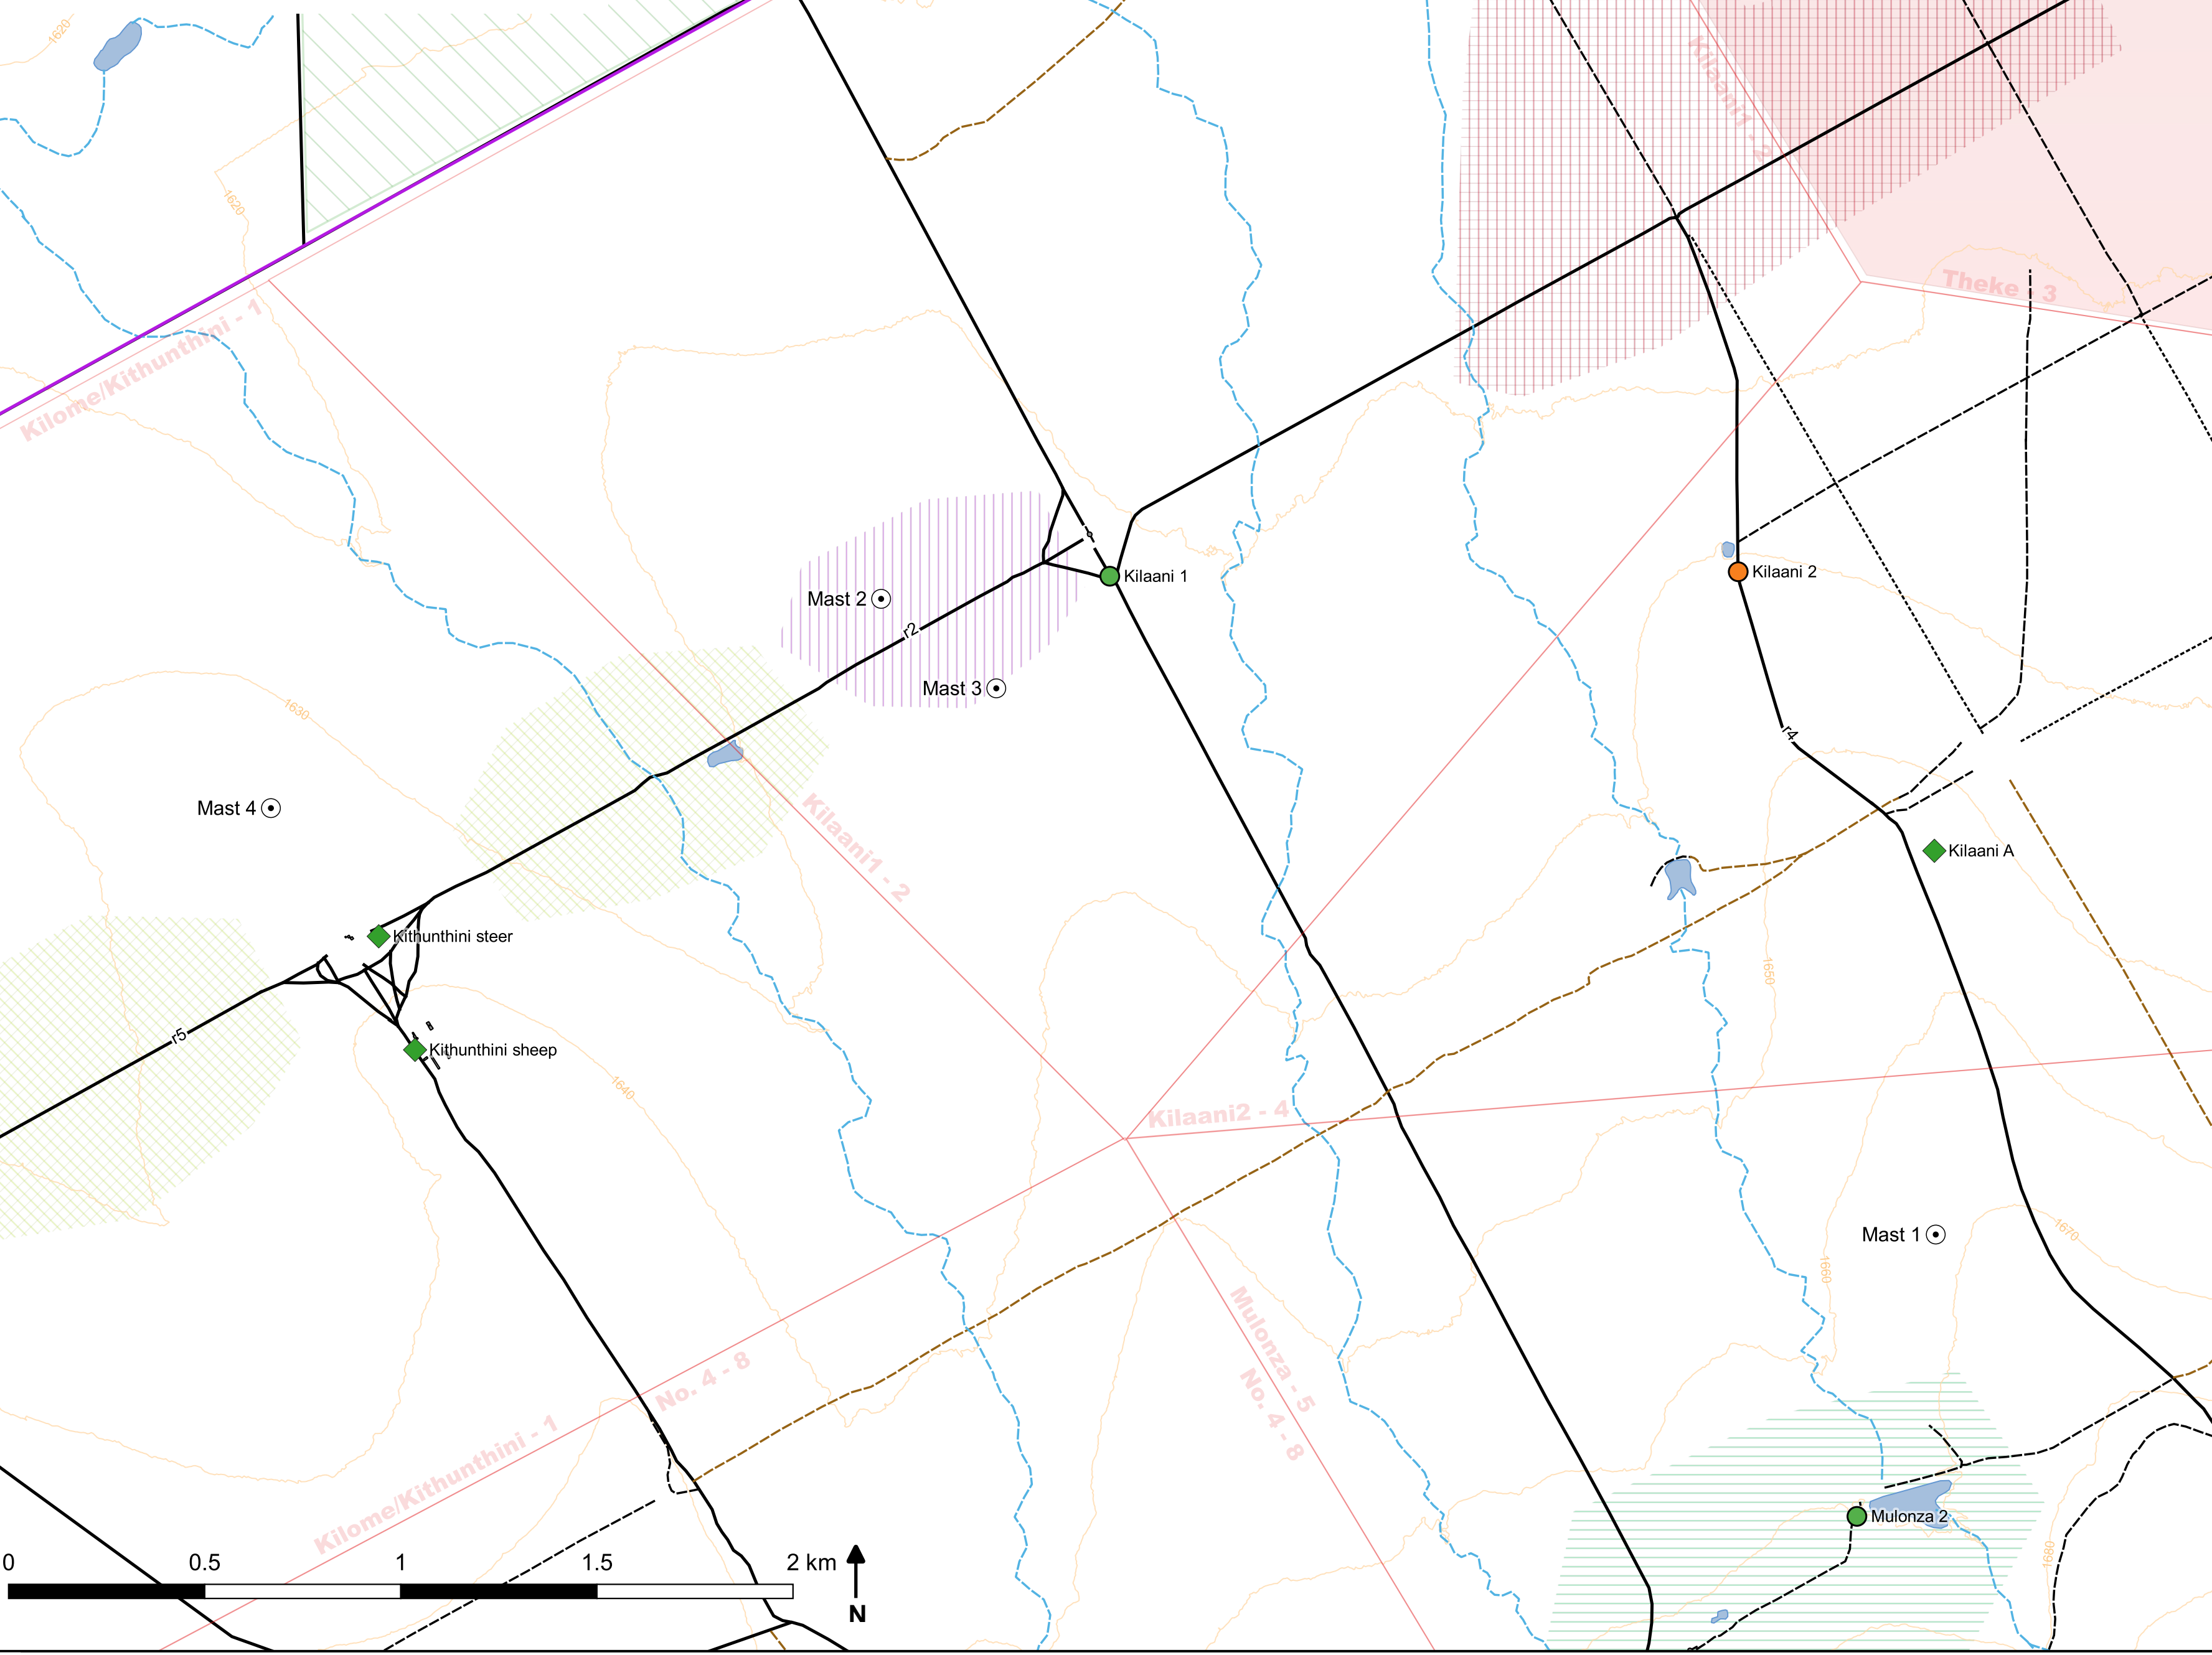 1620
Kilaani1 - 2
1620
Theke - 3
Kilome/Kithunthini - 1
Kilaani 1
Kilaani 2
Mast 2
r2
Mast 3
1630
r4
Mast 4
Kilaani1 - 2
Kilaani A
Kithunthini steer
1650
r5
Kithunthini sheep
1640
Kilaani2 - 4
Mast 1
1670
1660
Mulonza - 5
No. 4 - 8
No. 4 - 8
Kilome/Kithunthini - 1
Mulonza 2
1680
0 0.5 1 1.5 2 km
N